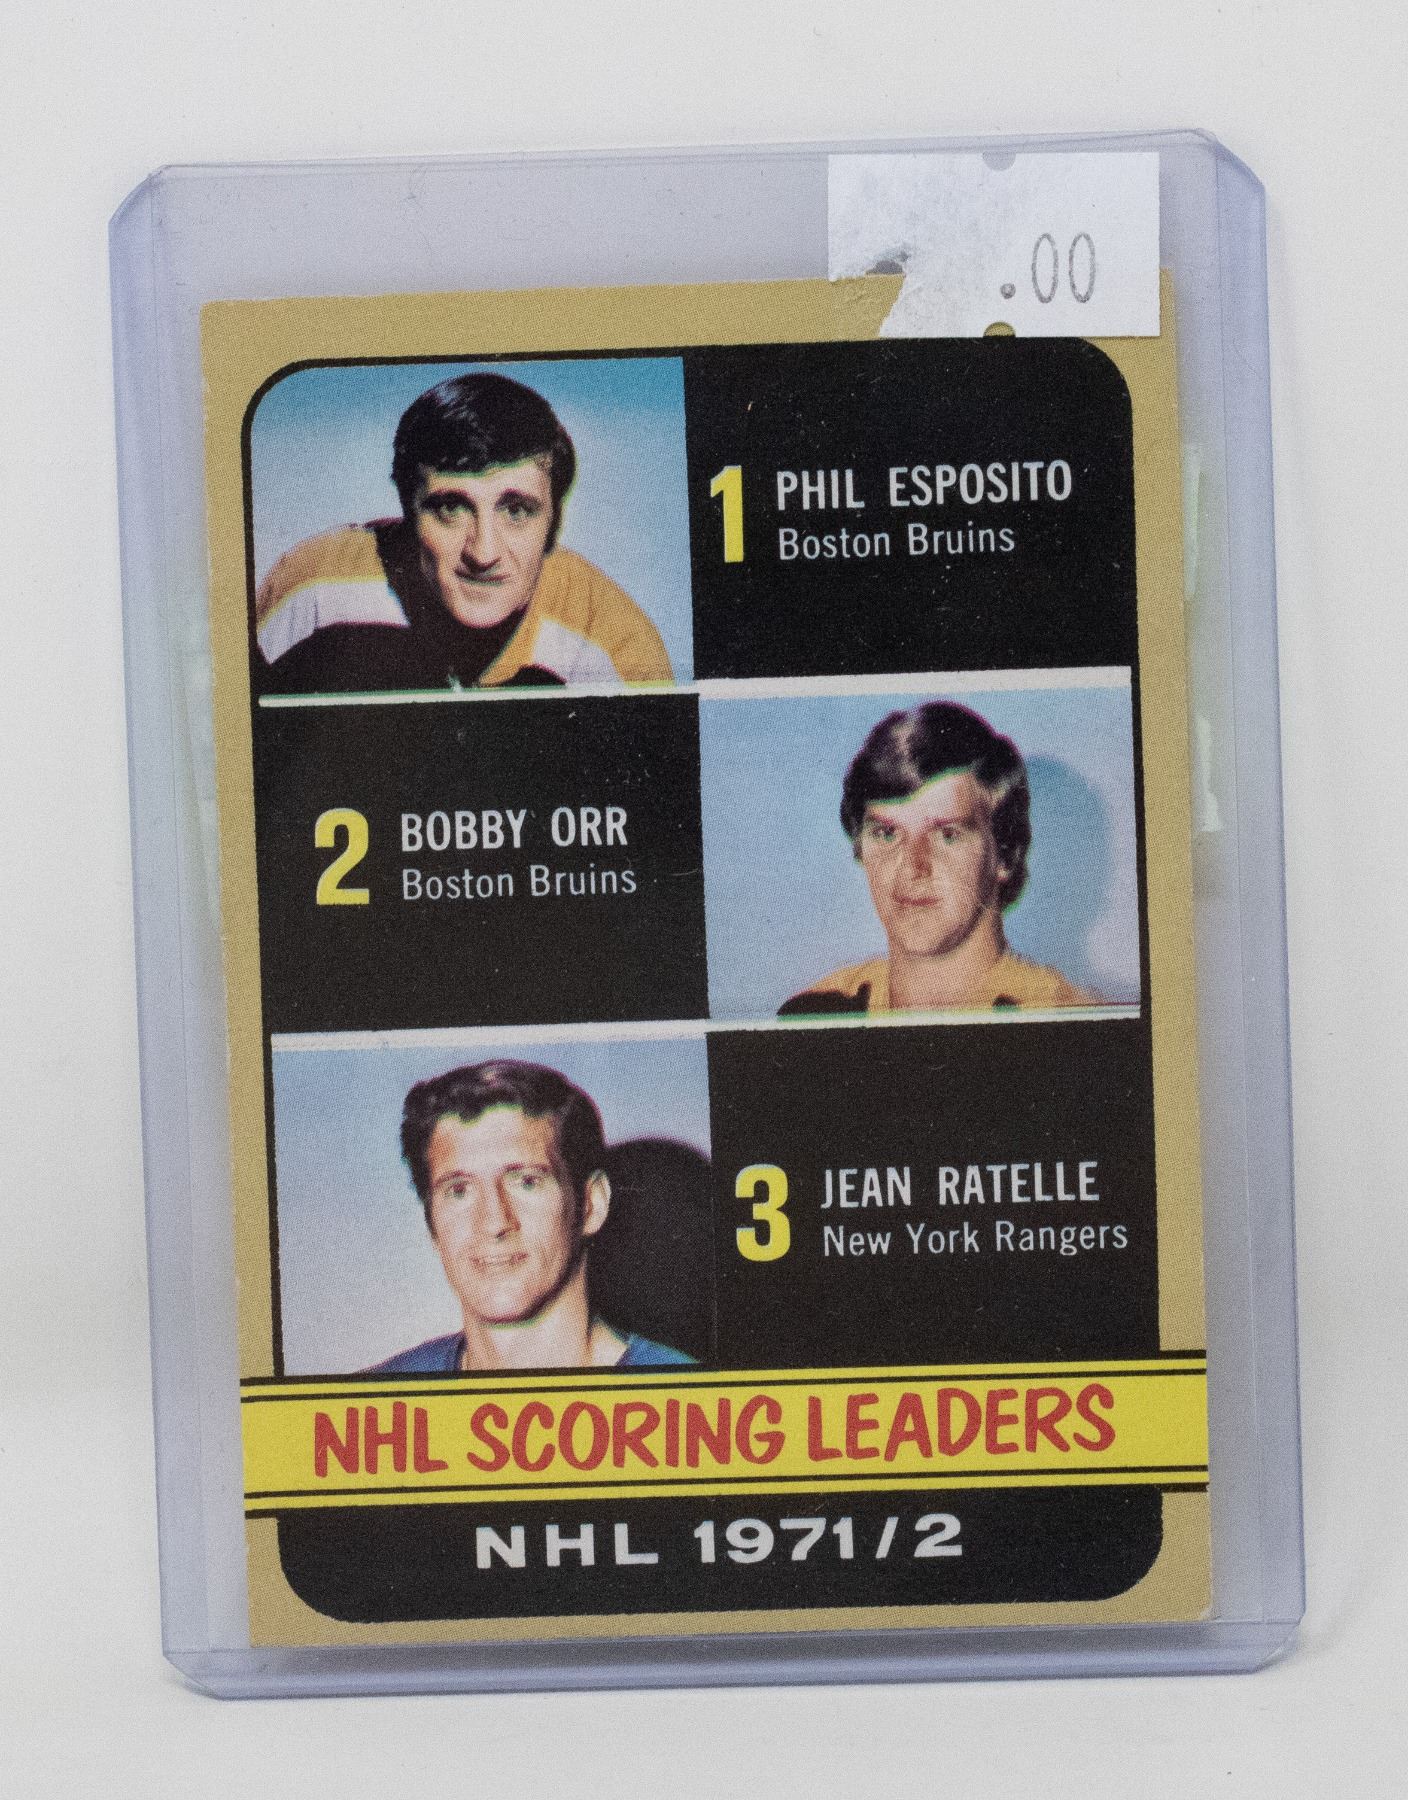 .00
1 PHIL ESPOSITO
Boston Bruins
2 BOBBY ORR
Boston Bruins
3 JEAN RATELLE
New York Rangers
NHL SCORING LEADERS
NHL 1971/2